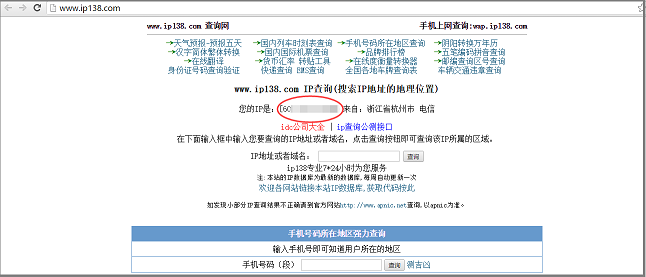 www.ip138.com
www.ip138.com 查询网 手机上网查询:wap.ip138.com
→天气预报-预报五天 →国内列车时刻表查询 →手机号码所在地区查询 →阴阳转换万年历
→汉字简体繁体转换 →国内国际机票查询 →品牌排行榜 →五笔编码拼音查询
→在线翻译 →货币汇率 转贴工具 →在线度衡量转换器 →邮编查询区号查询
身份证号码查询验证 快递查询 EMS查询 全国各地车牌查询表 车辆交通违章查询
www.ip138.com IP查询(搜索IP地址的地理位置)
您的IP是：[60 来自：浙江省杭州市 电信
idc公司大全 | ip查询公测接口
在下面输入框中输入您要查询的IP地址或者域名，点击查询按钮即可查询该IP所属的区域。
IP地址或者域名： 查询
ip138专业7*24小时为您服务
注：本站的IP数据库为最新的数据库，每周自动更新一次
欢迎各网站链接本站IP数据库，获取代码按此
如发现小部分IP查询结果不正确请到官方网站http://www.apnic.net查询,以apnic为准。
手机号码所在地区强力查询
输入手机号即可知道用户所在的地区
手机号码（段） 查询 测吉凶